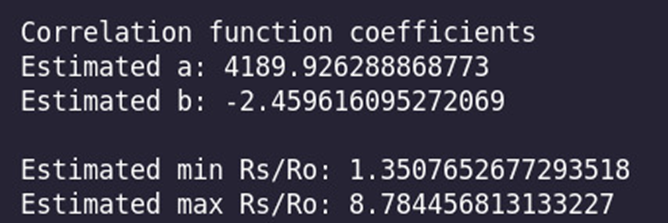 Correlation function coefficients
Estimated a: 4189.926288868773
Estimated b: -2.459616095272069
Estimated min Rs/Ro: 1.3507652677293518
Estimated max Rs/Ro: 8.784456813133227